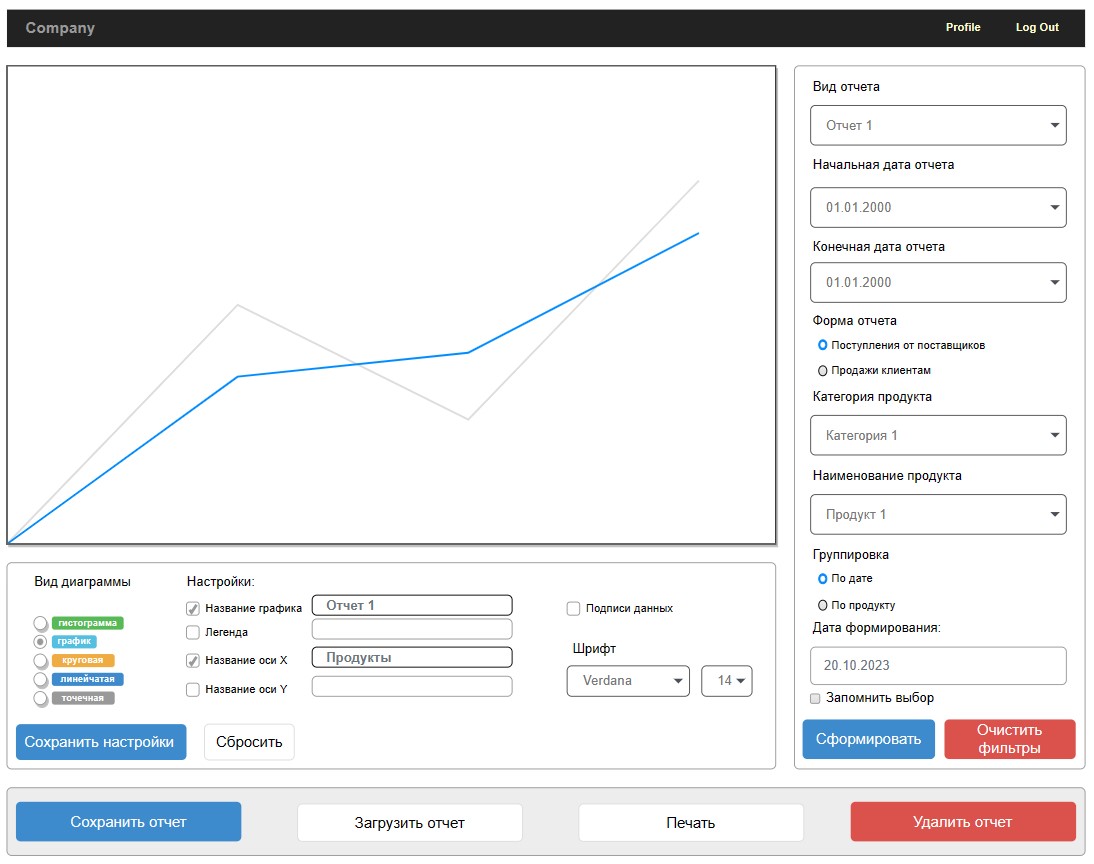 Company
Profile
Log Out
Вид отчета
Отчет 1
Начальная дата отчета
01.01.2000
Конечная дата отчета
01.01.2000
Форма отчета
Поступления от поставщиков
Продажи клиентам
Категория продукта
Категория 1
Наименование продукта
Продукт 1
Группировка
По дате
По продукту
Дата формирования:
20.10.2023
Запомнить выбор
Сформировать
Очистить
фильтры
Вид диаграммы
гистограмма
график
круговая
линейчатая
точечная
Настройки:
Название графика
Отчет 1
Легенда
Название оси X
Продукты
Название оси Y
Подписи данных
Шрифт
Verdana
14
Сохранить настройки
Сбросить
Сохранить отчет
Загрузить отчет
Печать
Удалить отчет